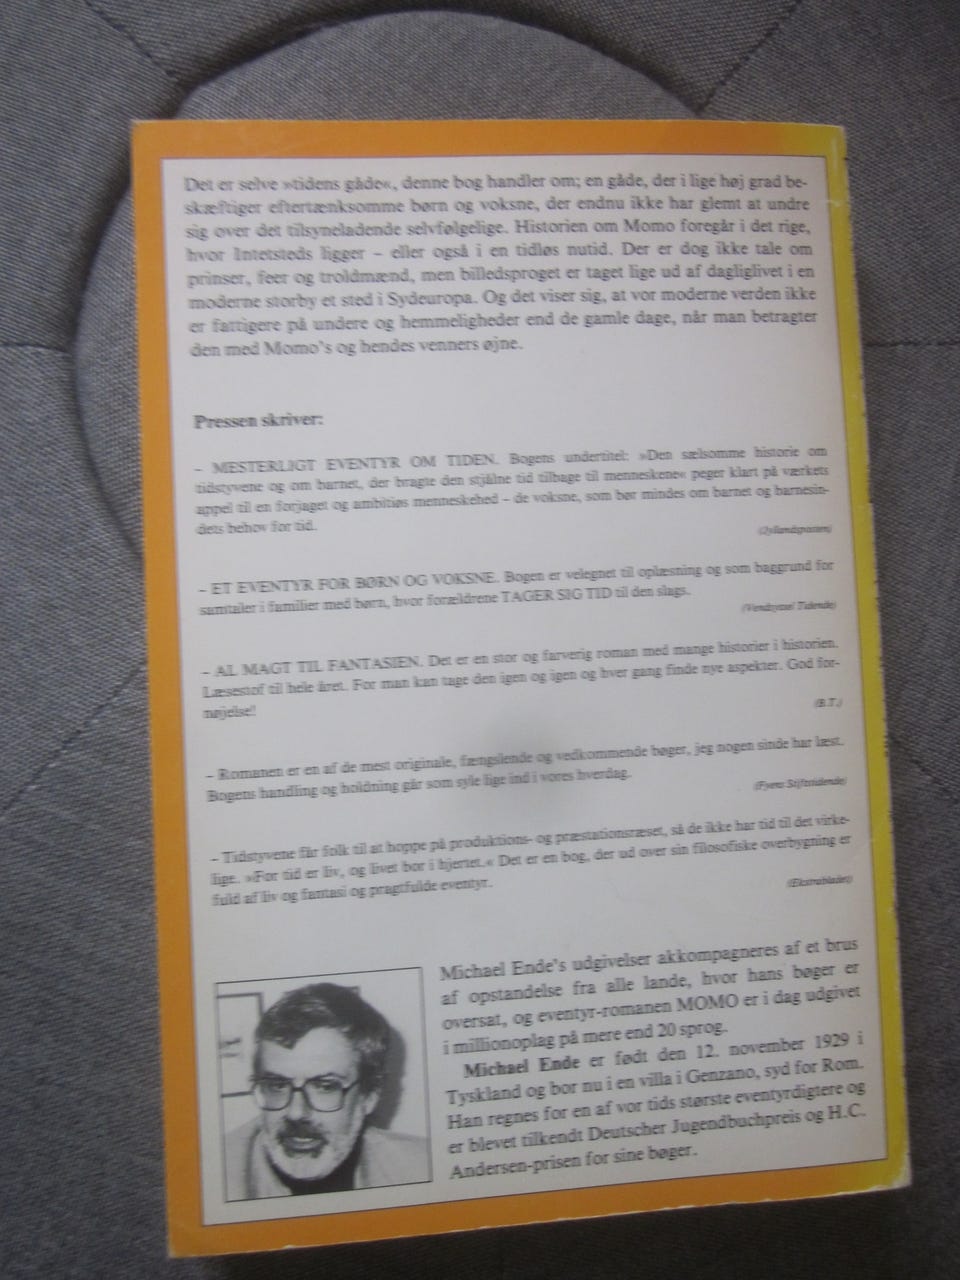 Det er selve »tidens gåde«, denne bog handler om; en gåde, der i lige høj grad be-
skæftiger eftertænksomme børn og voksne, der endnu ikke har glemt at undre
sig over det tilsyneladende selvfølgelige. Historien om Momo foregår i det rige,
hvor Intetsteds ligger – eller også i en tidløs nutid. Der er dog ikke tale om
prinser, feer og troldmænd, men billedsproget er taget lige ud af dagliglivet i en
moderne storby et sted i Sydeuropa. Og det viser sig, at vor moderne verden ikke
er fattigere på undere og hemmeligheder end de gamle dage, når man betragter
den med Momo's og hendes venners øjne.
Pressen skriver:
– MESTERLIGT EVENTYR OM TIDEN. Bogens undertitel: »Den sælsomme historie om
tidstyvene og om barnet, der bragte den stjålne tid tilbage til menneskene« peger klart på værkets
appel til en forjaget og ambitiøs menneskehed – de voksne, som bør mindes om barnet og barnesin-
dets behov for tid.
(Jyllandsposten)
– ET EVENTYR FOR BØRN OG VOKSNE. Bogen er velegnet til oplæsning og som baggrund for
samtaler i familier med børn, hvor forældrene TAGER SIG TID til den slags.
(Vendsyssel Tidende)
– AL MAGT TIL FANTASIEN. Det er en stor og farverig roman med mange historier i historien.
Læsestof til hele året. For man kan tage den igen og igen og hver gang finde nye aspekter. God for-
nøjelse!
(B.T.)
– Romanen er en af de mest originale, fængslende og vedkommende bøger, jeg nogen sinde har læst.
Bogens handling og holdning går som syle lige ind i vores hverdag.
(Fyens Stiftstidende)
– Tidstyvene får folk til at hoppe på produktions- og præstationsræset, så de ikke har tid til det virke-
lige. »For tid er liv, og livet bor i hjertet.« Det er en bog, der ud over sin filosofiske overbygning er
fuld af liv og fantasi og pragtfulde eventyr.
(Ekstrabladet)
Michael Ende's udgivelser akkompagneres af et brus
af opstandelse fra alle lande, hvor hans bøger er
oversat, og eventyr-romanen MOMO er i dag udgivet
i millionoplag på mere end 20 sprog.
Michael Ende er født den 12. november 1929 i
Tyskland og bor nu i en villa i Genzano, syd for Rom.
Han regnes for en af vor tids største eventyrdigtere og
er blevet tilkendt Deutscher Jugendbuchpreis og H.C.
Andersen-prisen for sine bøger.